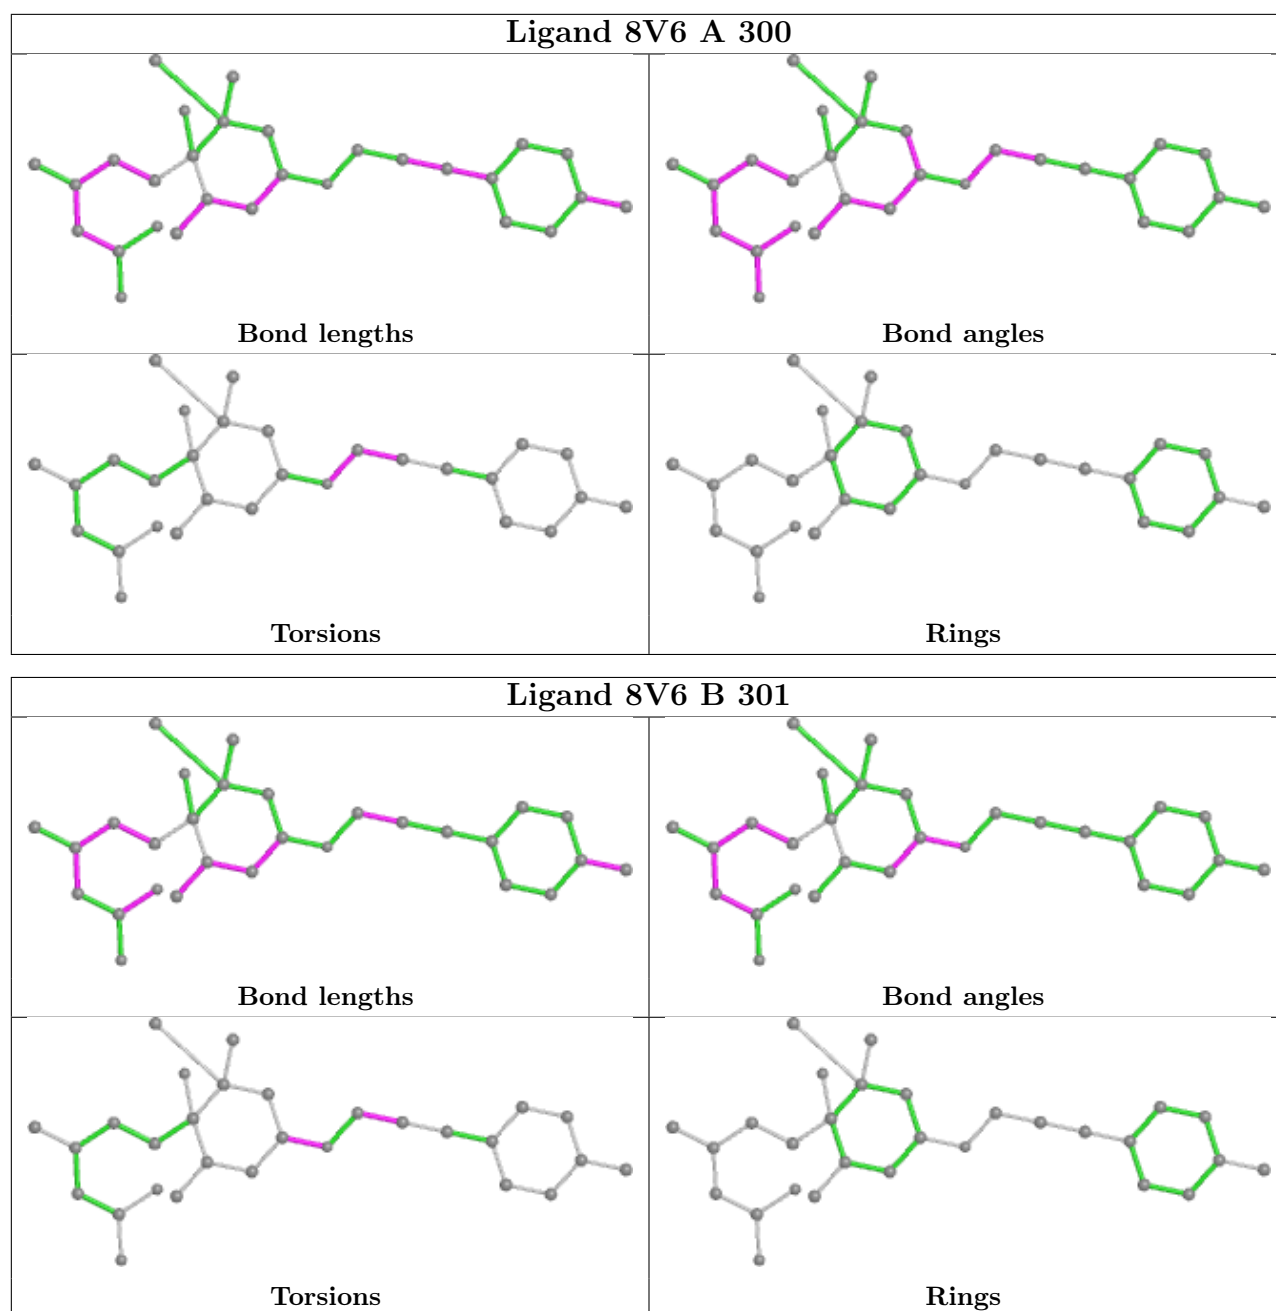 Ligand 8V6 A 300
Bond lengths
Bond angles
Torsions
Rings
Ligand 8V6 B 301
Bond lengths
Bond angles
Torsions
Rings